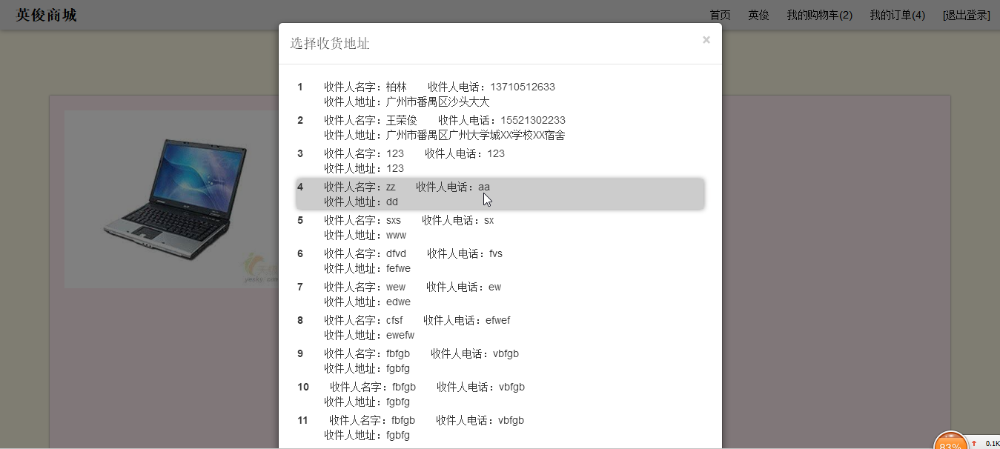 英俊商城 首页 英俊 我的购物车(2) 我的订单(4) [退出登录]
选择收货地址 ×
1 收件人名字：柏林 收件人电话：13710512633
收件人地址：广州市番禺区沙头大大
2 收件人名字：王荣俊 收件人电话：15521302233
收件人地址：广州市番禺区广州大学城XX学校XX宿舍
3 收件人名字：123 收件人电话：123
收件人地址：123
4 收件人名字：zz 收件人电话：aa
收件人地址：dd
5 收件人名字：sxs 收件人电话：sx
收件人地址：www
6 收件人名字：dfvd 收件人电话：fvs
收件人地址：fefwe
7 收件人名字：wew 收件人电话：ew
收件人地址：edwe
8 收件人名字：cfsf 收件人电话：efwef
收件人地址：ewefw
9 收件人名字：fbfgb 收件人电话：vbfgb
收件人地址：fgbfg
10 收件人名字：fbfgb 收件人电话：vbfgb
收件人地址：fgbfg
11 收件人名字：fbfgb 收件人电话：vbfgb
收件人地址：fgbfg
83% 0.1K